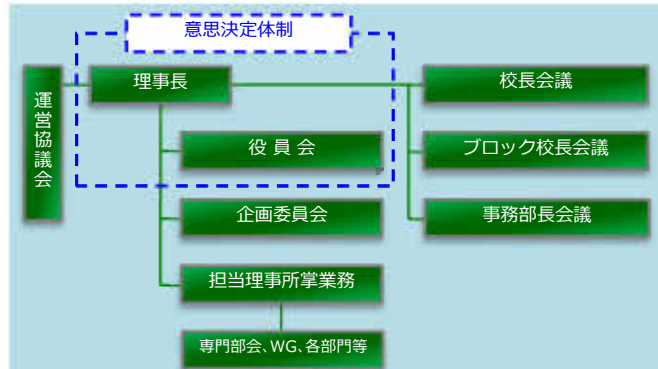 意思決定体制
運営協議会
理事長
校長会議
役員会
ブロック校長会議
企画委員会
事務部長会議
担当理事所掌業務
専門部会、WG、各部門等